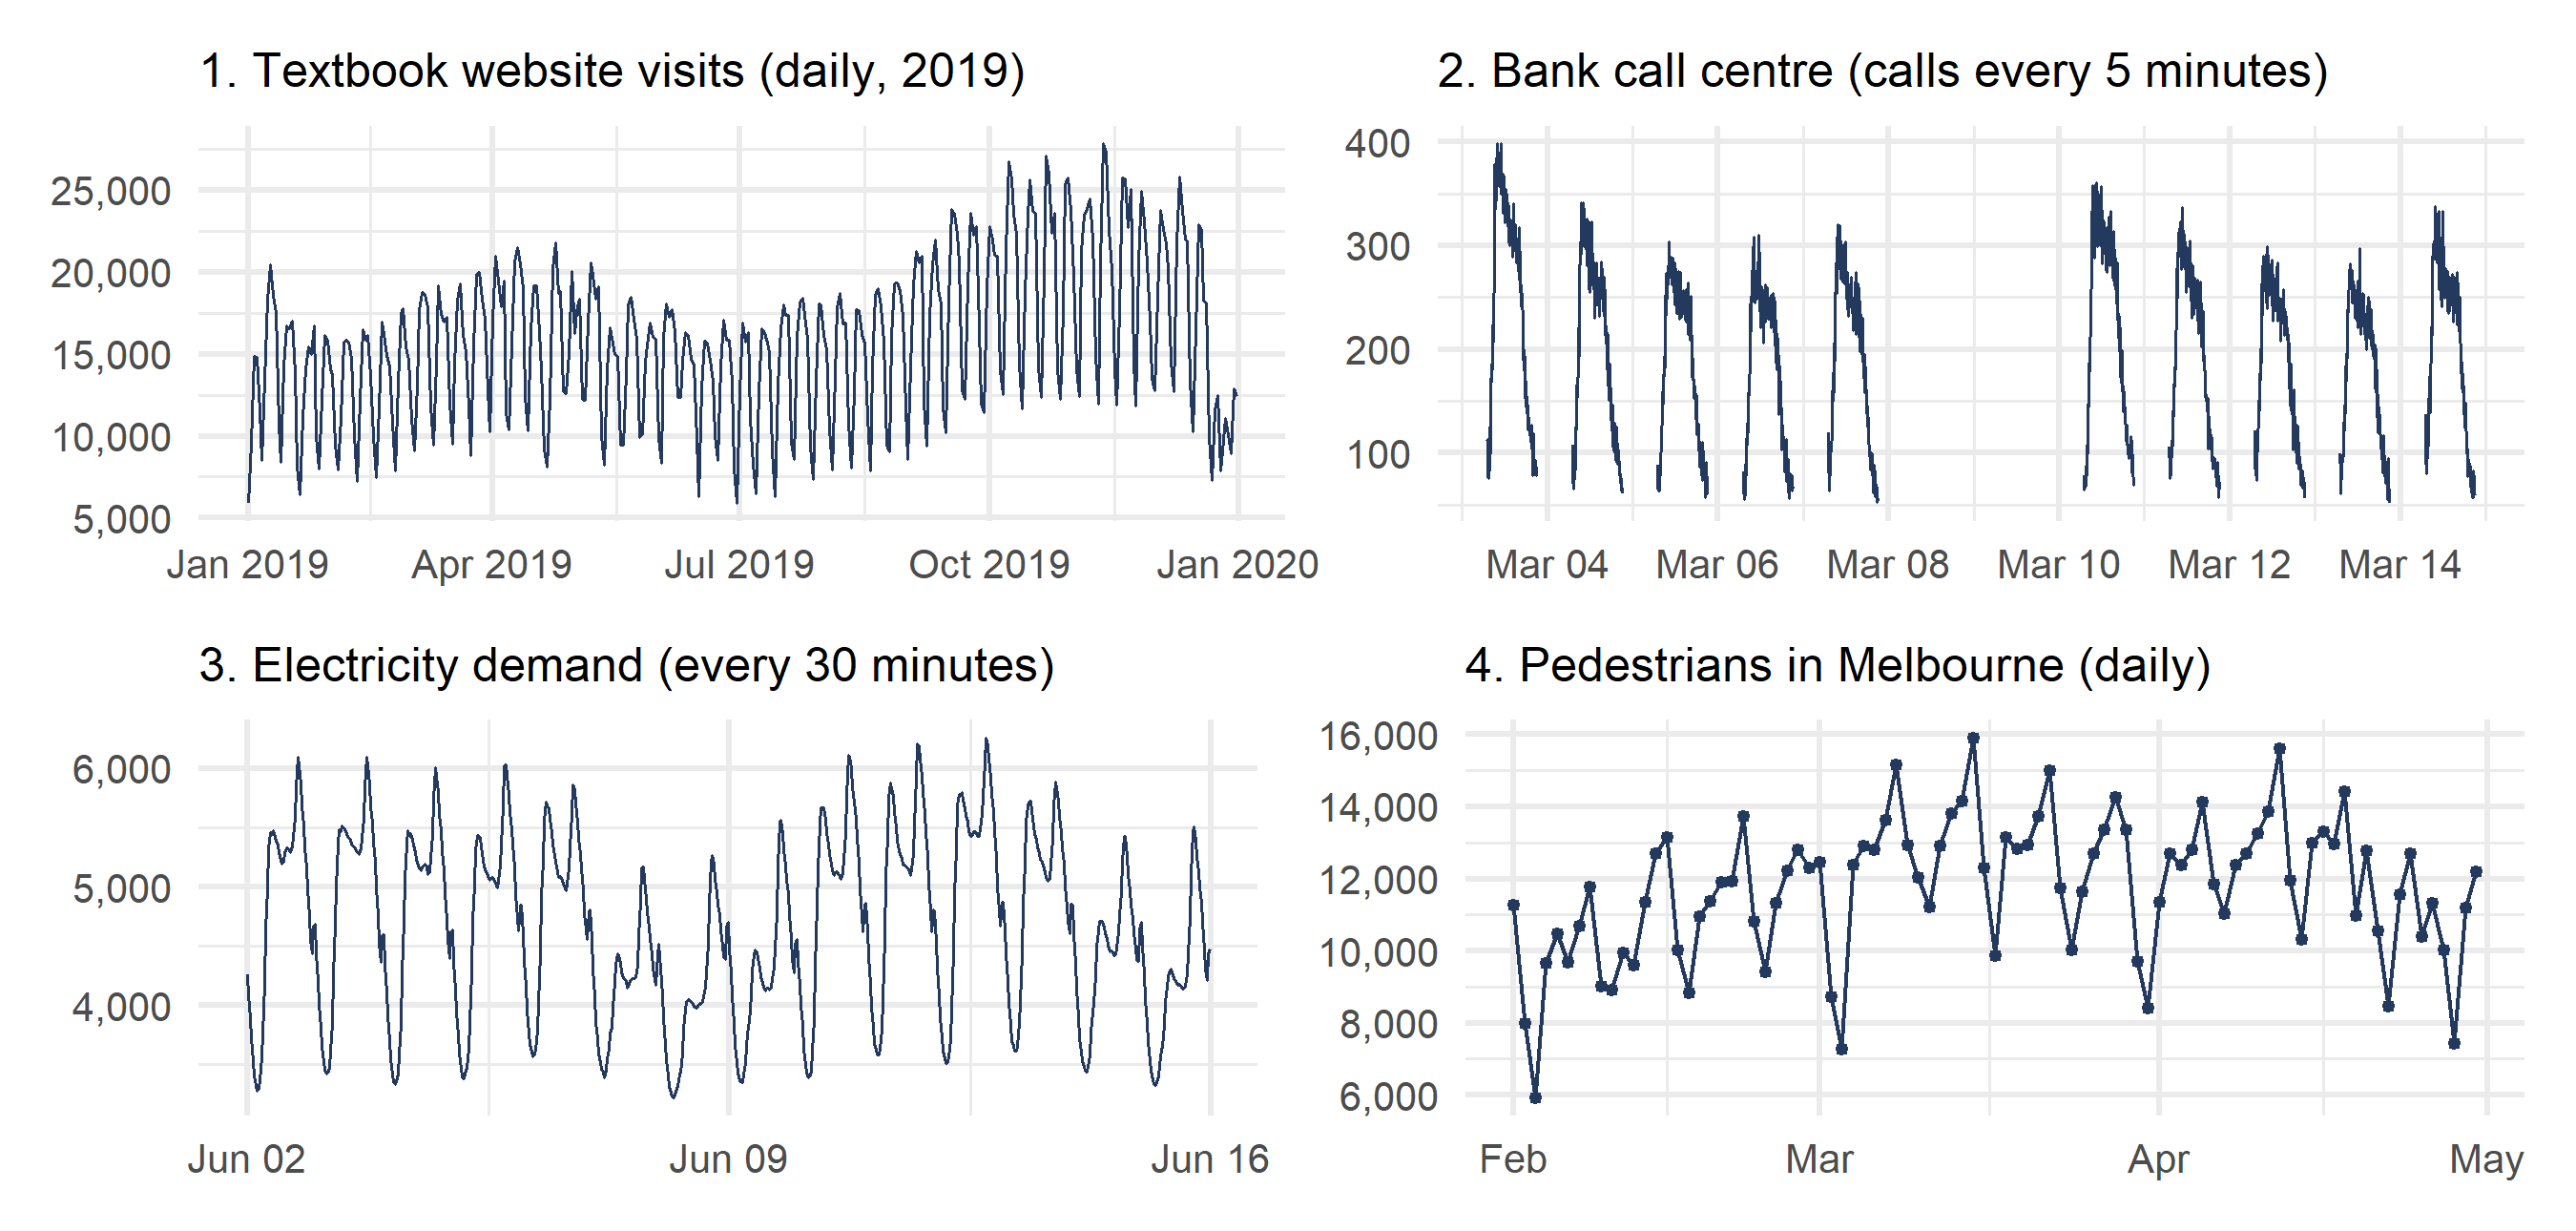 1. Textbook website visits (daily, 2019)
25,000
20,000
15,000
10,000
5,000
Jan 2019 Apr 2019 Jul 2019 Oct 2019 Jan 2020
2. Bank call centre (calls every 5 minutes)
400
300
200
100
Mar 04 Mar 06 Mar 08 Mar 10 Mar 12 Mar 14
3. Electricity demand (every 30 minutes)
6,000
5,000
4,000
Jun 02 Jun 09 Jun 16
4. Pedestrians in Melbourne (daily)
16,000
14,000
12,000
10,000
8,000
6,000
Feb Mar Apr May